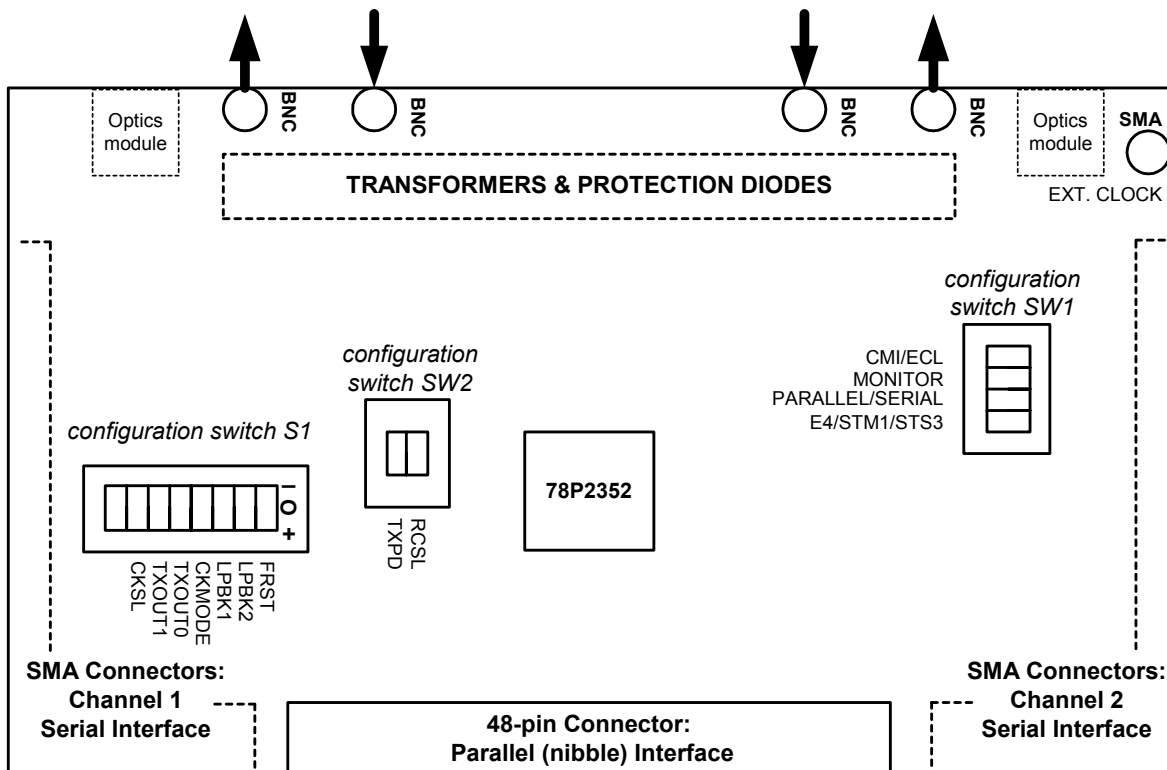 BNC
BNC
BNC
BNC
Optics
module
Optics
module
SMA
EXT. CLOCK
TRANSFORMERS & PROTECTION DIODES
configuration
switch SW1
CMI/ECL
MONITOR
PARALLEL/SERIAL
E4/STM1/STS3
configuration
switch SW2
RCSL
TXPD
configuration switch S1
– O +
FRST
LPBK2
LPBK1
CKMODE
TXOUT0
TXOUT1
CKSL
78P2352
SMA Connectors:
Channel 1
Serial Interface
48-pin Connector:
Parallel (nibble) Interface
SMA Connectors:
Channel 2
Serial Interface